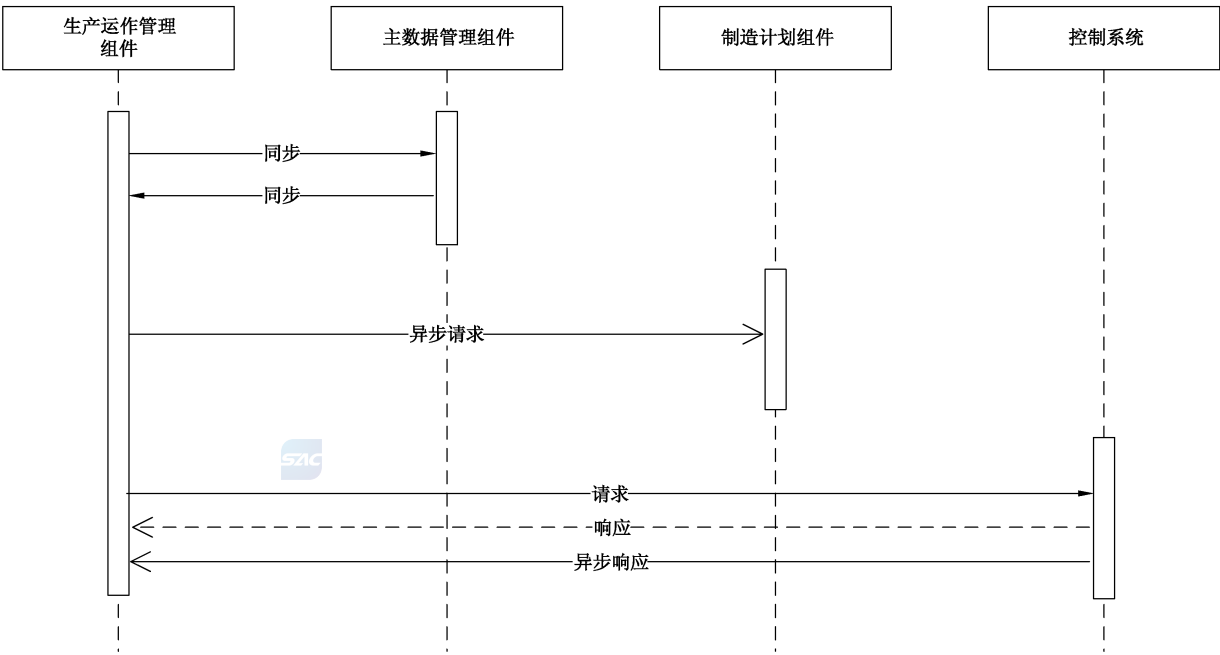 生产运作管理
组件
主数据管理组件
制造计划组件
控制系统
同步
同步
异步请求
SAC
请求
响应
异步响应